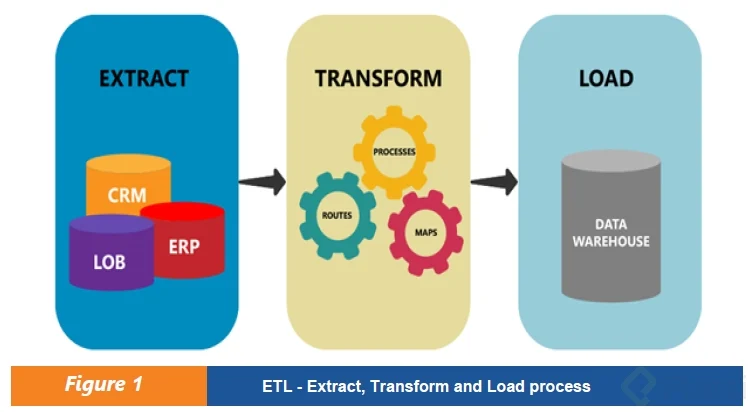 EXTRACT
CRM
LOB
ERP
TRANSFORM
PROCESSES
ROUTES
MAPS
LOAD
DATA
WAREHOUSE
Figure 1
ETL - Extract, Transform and Load process